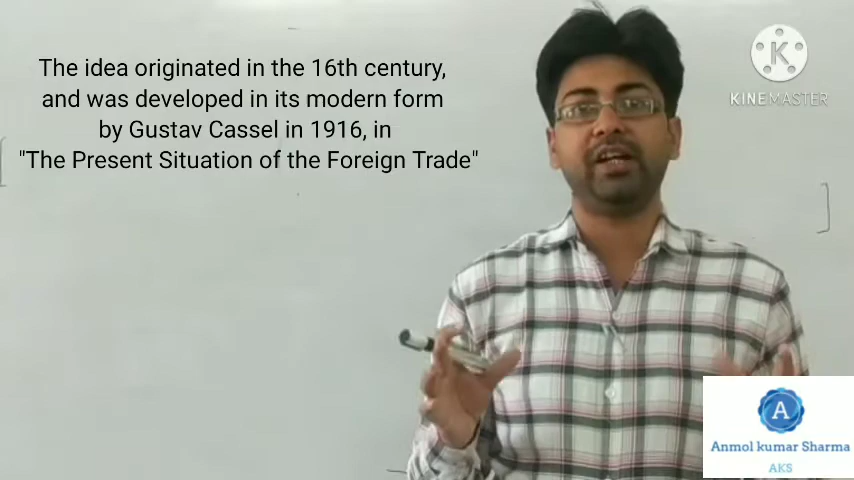 The idea originated in the 16th century,
and was developed in its modern form
by Gustav Cassel in 1916, in
"The Present Situation of the Foreign Trade"
KINEMASTER
K
A
Anmol kumar Sharma
AKS